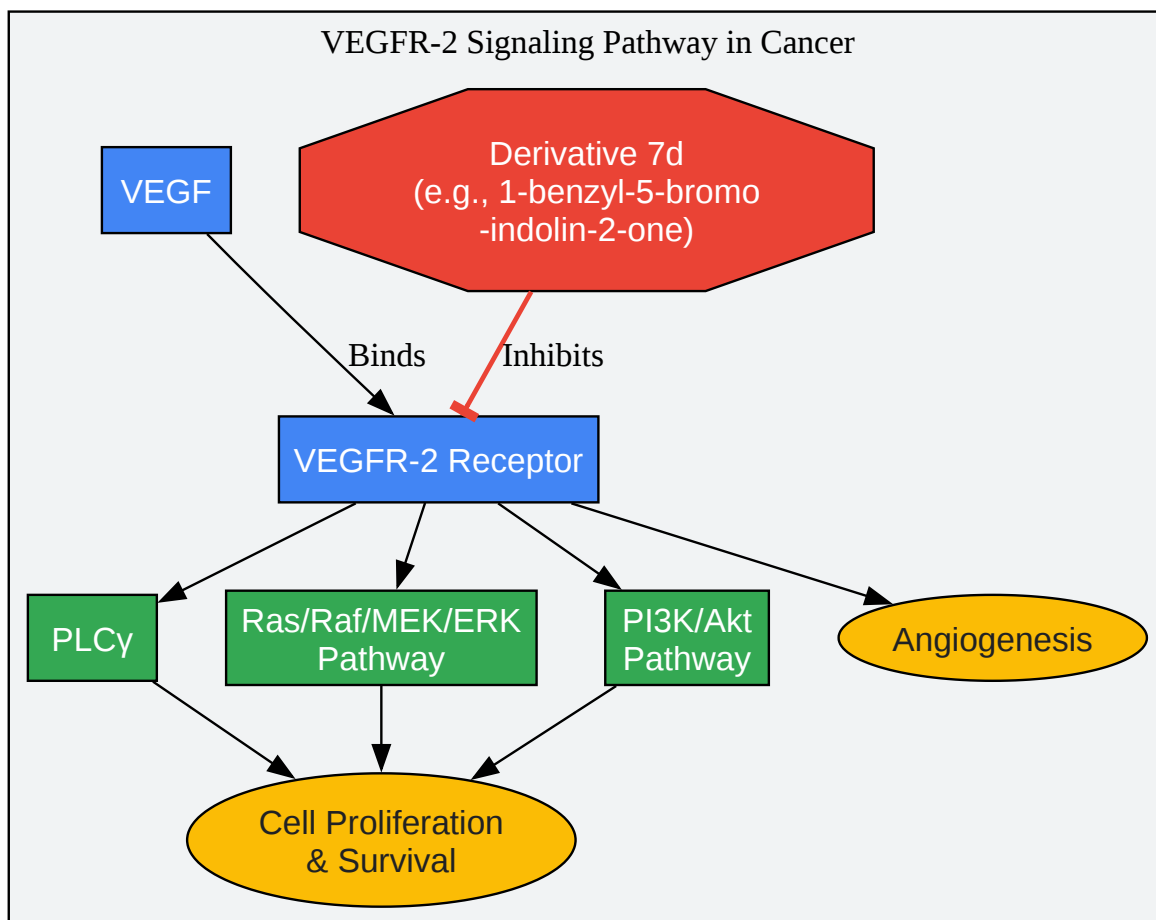 VEGFR-2 Signaling Pathway in Cancer
VEGF
Derivative 7d
(e.g., 1-benzyl-5-bromo
-indolin-2-one)
Binds
Inhibits
VEGFR-2 Receptor
PLCγ
Ras/Raf/MEK/ERK
Pathway
PI3K/Akt
Pathway
Angiogenesis
Cell Proliferation
& Survival